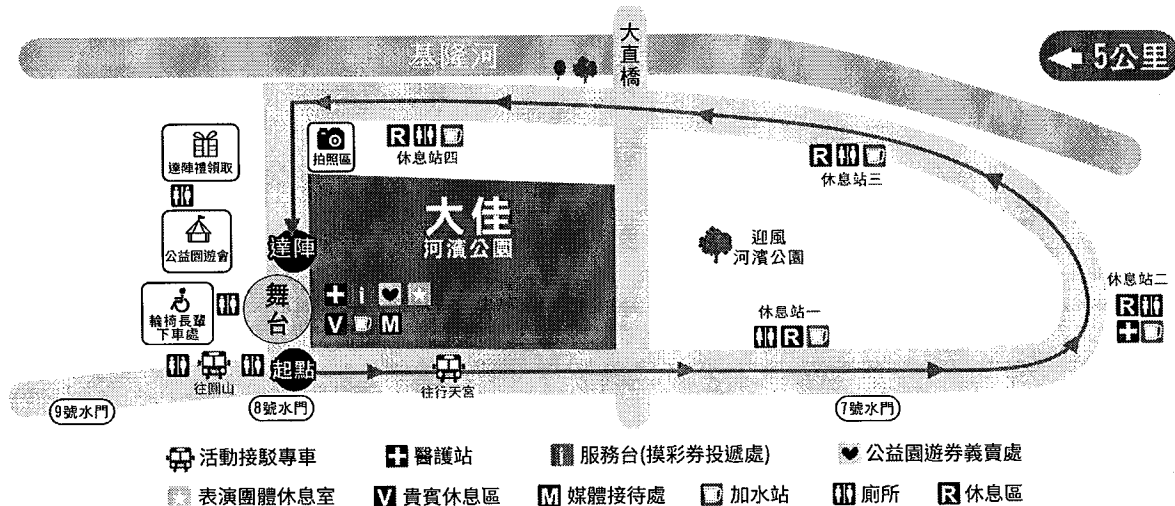 基隆河
大直橋
5公里
拍照區
R
休息站四
R
休息站三
達陣禮領取
公益園遊會
大佳
河濱公園
達陣
舞台
i
V
M
迎風
河濱公園
休息站二
R
休息站一
R
輪椅長輩
下車處
往圓山
起點
往行天宮
9號水門
8號水門
7號水門
活動接駁專車
醫護站
i 服務台(摸彩券投遞處)
公益園遊券義賣處
表演團體休息室
V 貴賓休息區
M 媒體接待處
加水站
廁所
R 休息區